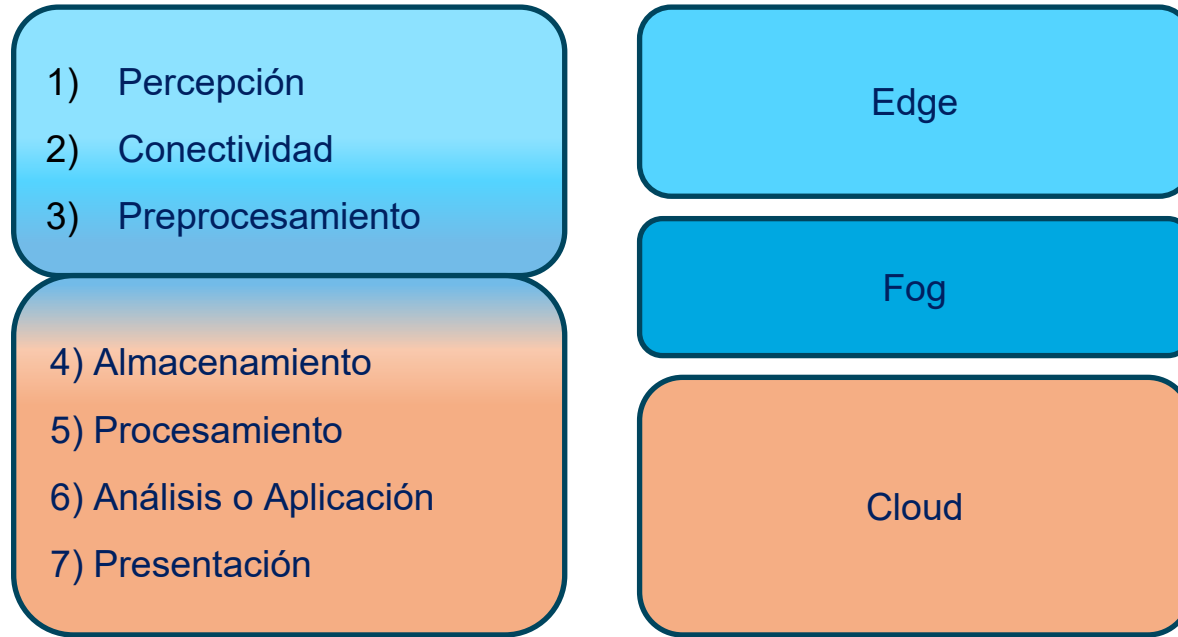 1) Percepción
2) Conectividad
3) Preprocesamiento
4) Almacenamiento
5) Procesamiento
6) Análisis o Aplicación
7) Presentación
Edge
Fog
Cloud